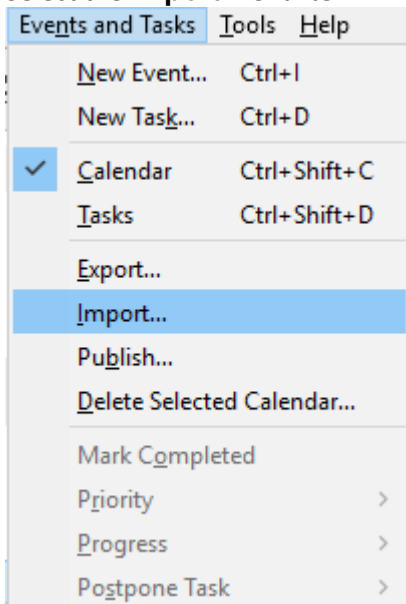 Events and Tasks Tools Help
New Event... Ctrl+I
New Task... Ctrl+D
Calendar Ctrl+Shift+C
Tasks Ctrl+Shift+D
Export...
Import...
Publish...
Delete Selected Calendar...
Mark Completed
Priority >
Progress >
Postpone Task >